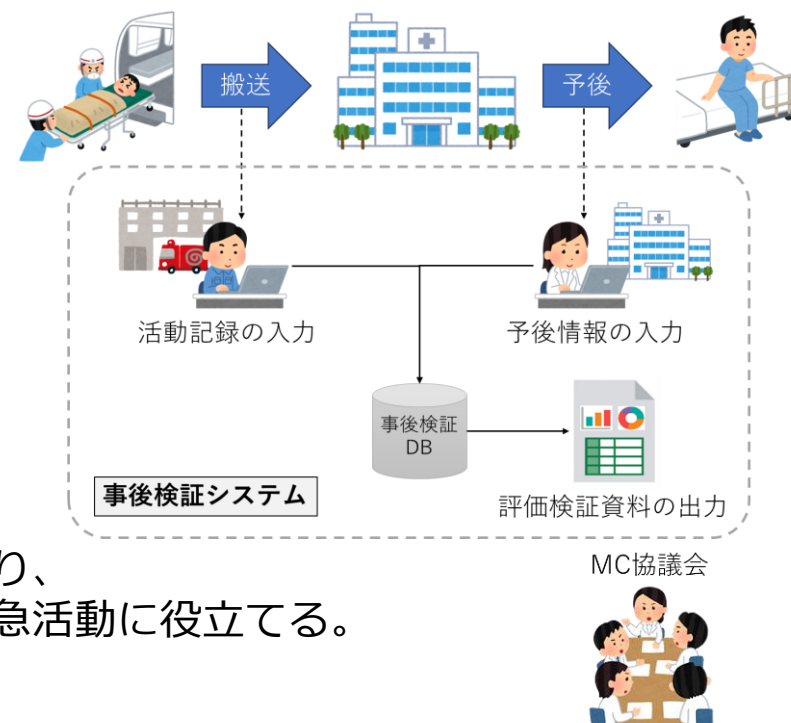 搬送
予後
活動記録の入力
予後情報の入力
事後検証
DB
事後検証システム
評価検証資料の出力
り、
MC協議会
急活動に役立てる。